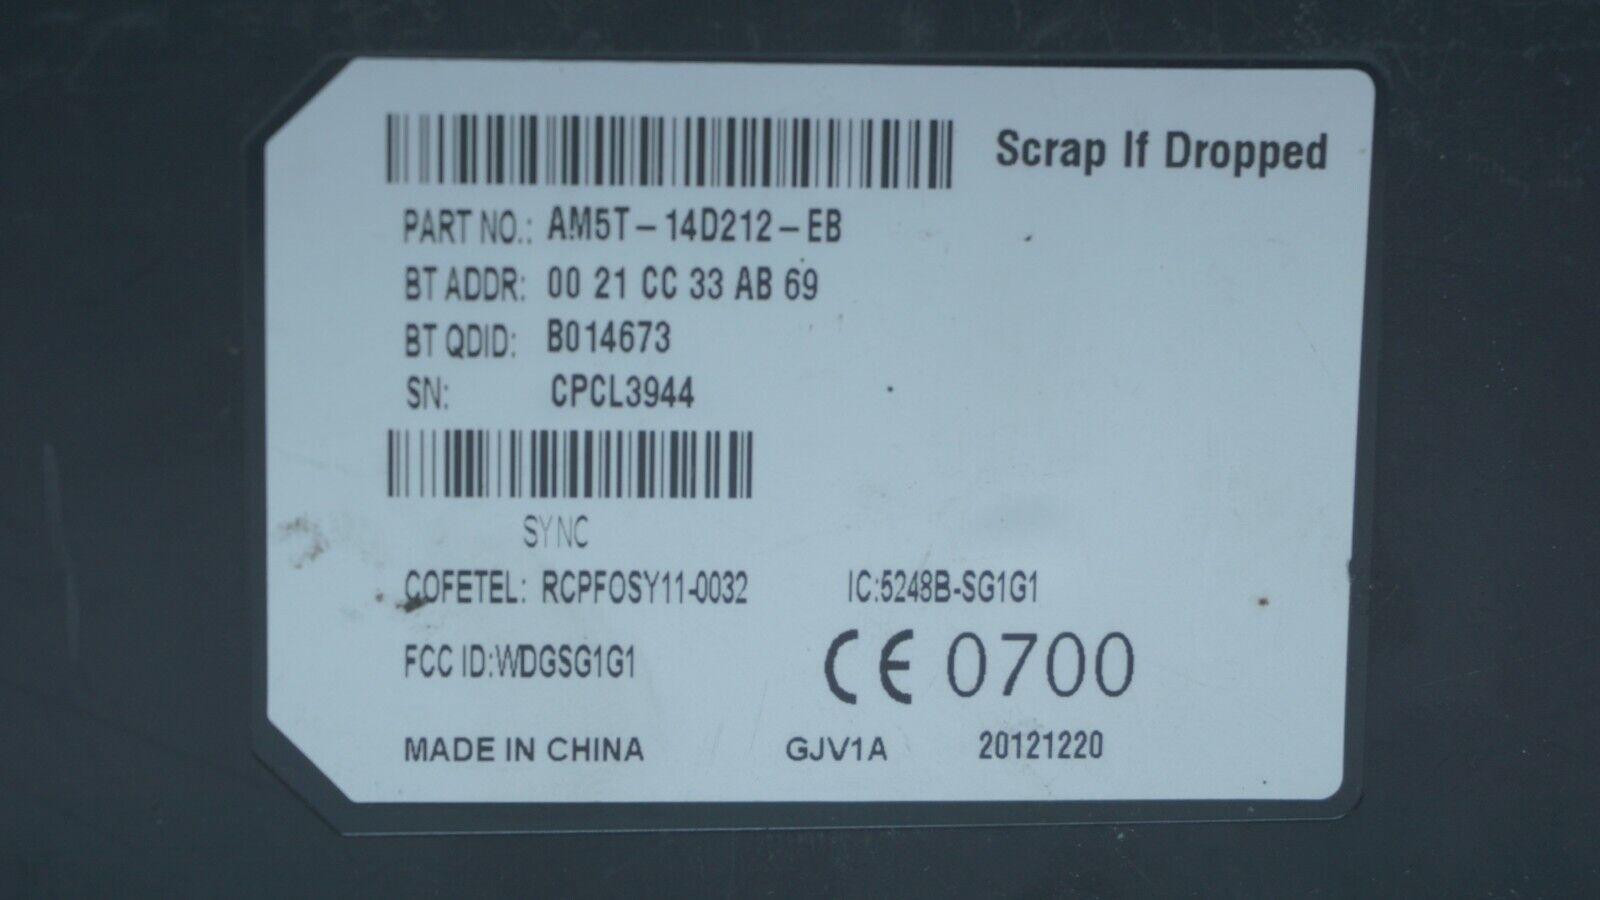 Scrap If Dropped
PART NO.: AM5T-14D212-EB
BT ADDR: 00 21 CC 33 AB 69
BT QDID: B014673
SN: CPCL3944
SYNC
COFETEL: RCPFOSY11-0032 IC:5248B-SG1G1
FCC ID:WDGSG1G1 CE 0700
MADE IN CHINA GJV1A 20121220